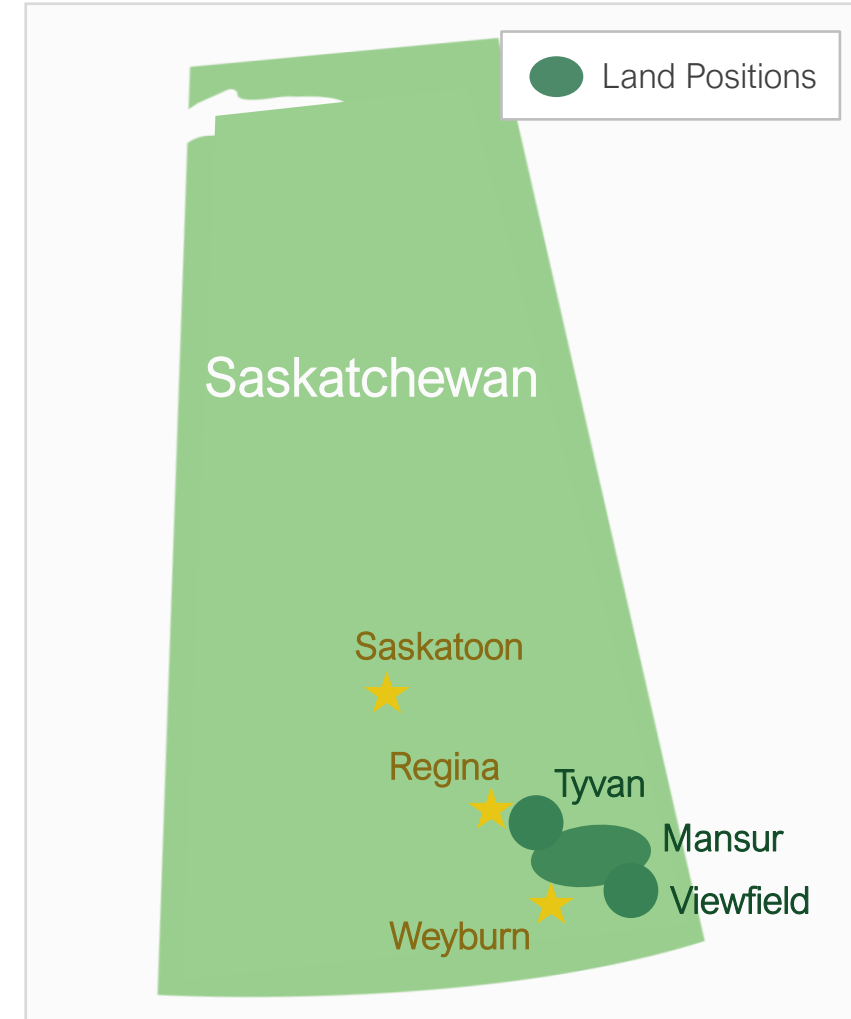 Land Positions
Saskatchewan
Saskatoon
Regina
Tyvan
Mansur
Viewfield
Weyburn